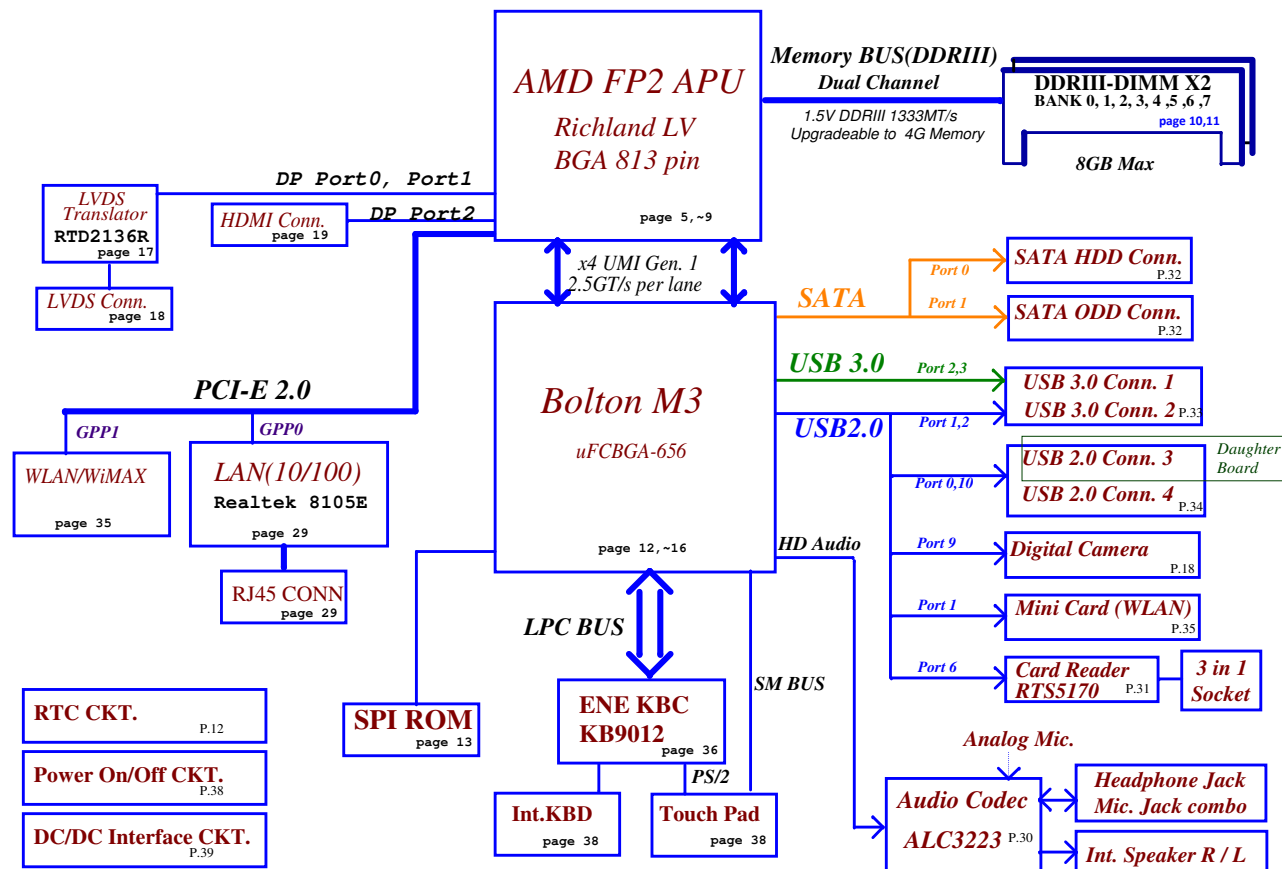 AMD FP2 APU
Richland LV
BGA 813 pin
page 5,~9
Memory BUS(DDRIII)
Dual Channel
1.5V DDRIII 1333MT/s
Upgradeable to 4G Memory
DDRIII-DIMM X2
BANK 0, 1, 2, 3, 4 ,5 ,6 ,7
page 10,11
8GB Max
DP Port0, Port1
LVDS
Translator
RTD2136R
page 17
DP Port2
HDMI Conn.
page 19
LVDS Conn.
page 18
x4 UMI Gen. 1
2.5GT/s per lane
Bolton M3
uFCBGA-656
page 12,~16
SATA
Port 0
SATA HDD Conn.
P.32
Port 1
SATA ODD Conn.
P.32
USB 3.0
Port 2,3
USB 3.0 Conn. 1
USB 3.0 Conn. 2
P.33
USB2.0
Port 1,2
Port 0,10
USB 2.0 Conn. 3
Daughter
Board
USB 2.0 Conn. 4
P.34
Port 9
Digital Camera
P.18
Port 1
Mini Card (WLAN)
P.35
Port 6
Card Reader
RTS5170
P.31
3 in 1
Socket
PCI-E 2.0
GPP1
GPP0
WLAN/WiMAX
page 35
LAN(10/100)
Realtek 8105E
page 29
RJ45 CONN
page 29
HD Audio
LPC BUS
SM BUS
SPI ROM
page 13
ENE KBC
KB9012
page 36
PS/2
Int.KBD
page 38
Touch Pad
page 38
Analog Mic.
Audio Codec
ALC3223
P.30
Headphone Jack
Mic. Jack combo
Int. Speaker R / L
RTC CKT.
P.12
Power On/Off CKT.
P.38
DC/DC Interface CKT.
P.39